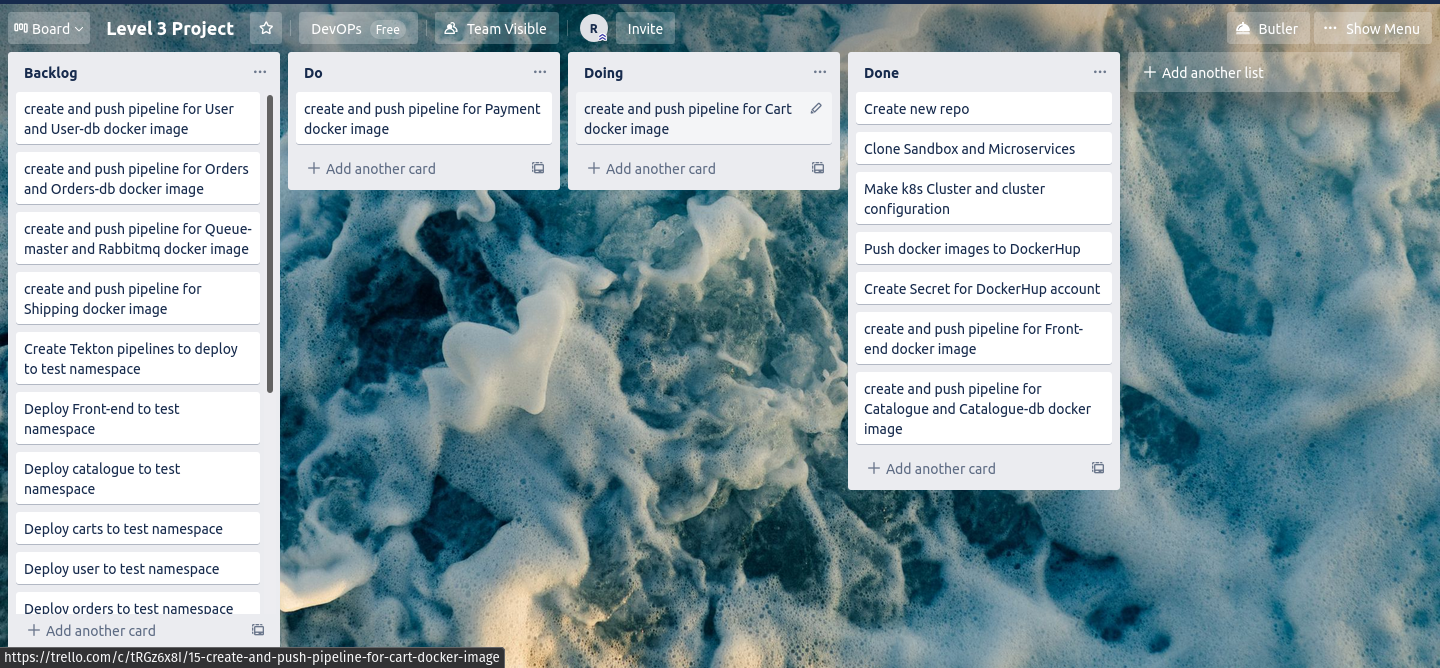 Board
Level 3 Project
DevOPs Free
Team Visible
R
Invite
Butler
Show Menu
Backlog
create and push pipeline for User
and User-db docker image
create and push pipeline for Orders
and Orders-db docker image
create and push pipeline for Queue-
master and Rabbitmq docker image
create and push pipeline for
Shipping docker image
Create Tekton pipelines to deploy
to test namespace
Deploy Front-end to test
namespace
Deploy catalogue to test
namespace
Deploy carts to test namespace
Deploy user to test namespace
Deploy orders to test namespace
Add another card
Do
create and push pipeline for Payment
docker image
Add another card
Doing
create and push pipeline for Cart
docker image
Add another card
Done
Create new repo
Clone Sandbox and Microservices
Make k8s Cluster and cluster
configuration
Push docker images to DockerHup
Create Secret for DockerHup account
create and push pipeline for Front-
end docker image
create and push pipeline for
Catalogue and Catalogue-db docker
image
Add another card
Add another list
https://trello.com/c/tRGz6x8I/15-create-and-push-pipeline-for-cart-docker-image